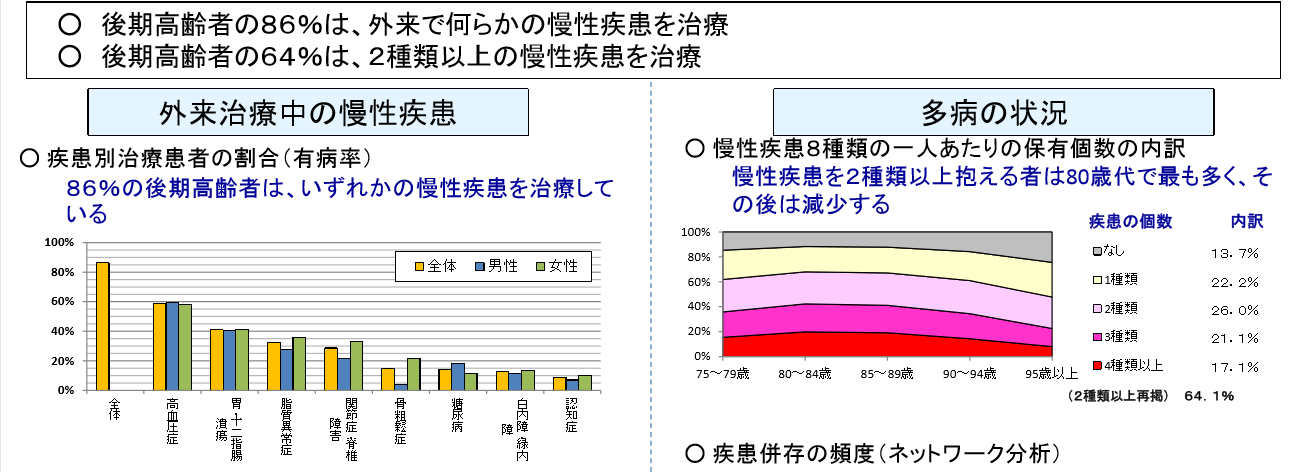 ○ 後期高齢者の86%は、外来で何らかの慢性疾患を治療
○ 後期高齢者の64%は、2種類以上の慢性疾患を治療
外来治療中の慢性疾患
○ 疾患別治療患者の割合(有病率)
86%の後期高齢者は、いずれかの慢性疾患を治療して
いる
100%
80%
60%
40%
20%
0%
全体 男性 女性
全体
高血圧症
胃・十二指腸
潰瘍
脂質異常症
関節症・脊椎
障害
骨粗鬆症
糖尿病
白内障・緑内
障
認知症
多病の状況
○ 慢性疾患8種類の一人あたりの保有個数の内訳
慢性疾患を2種類以上抱える者は80歳代で最も多く、そ
の後は減少する
疾患の個数 内訳
100%
80%
60%
40%
20%
0%
75～79歳 80～84歳 85～89歳 90～94歳 95歳以上
なし 13.7%
1種類 22.2%
2種類 26.0%
3種類 21.1%
4種類以上 17.1%
(2種類以上再掲) 64.1%
○ 疾患併存の頻度(ネットワーク分析)